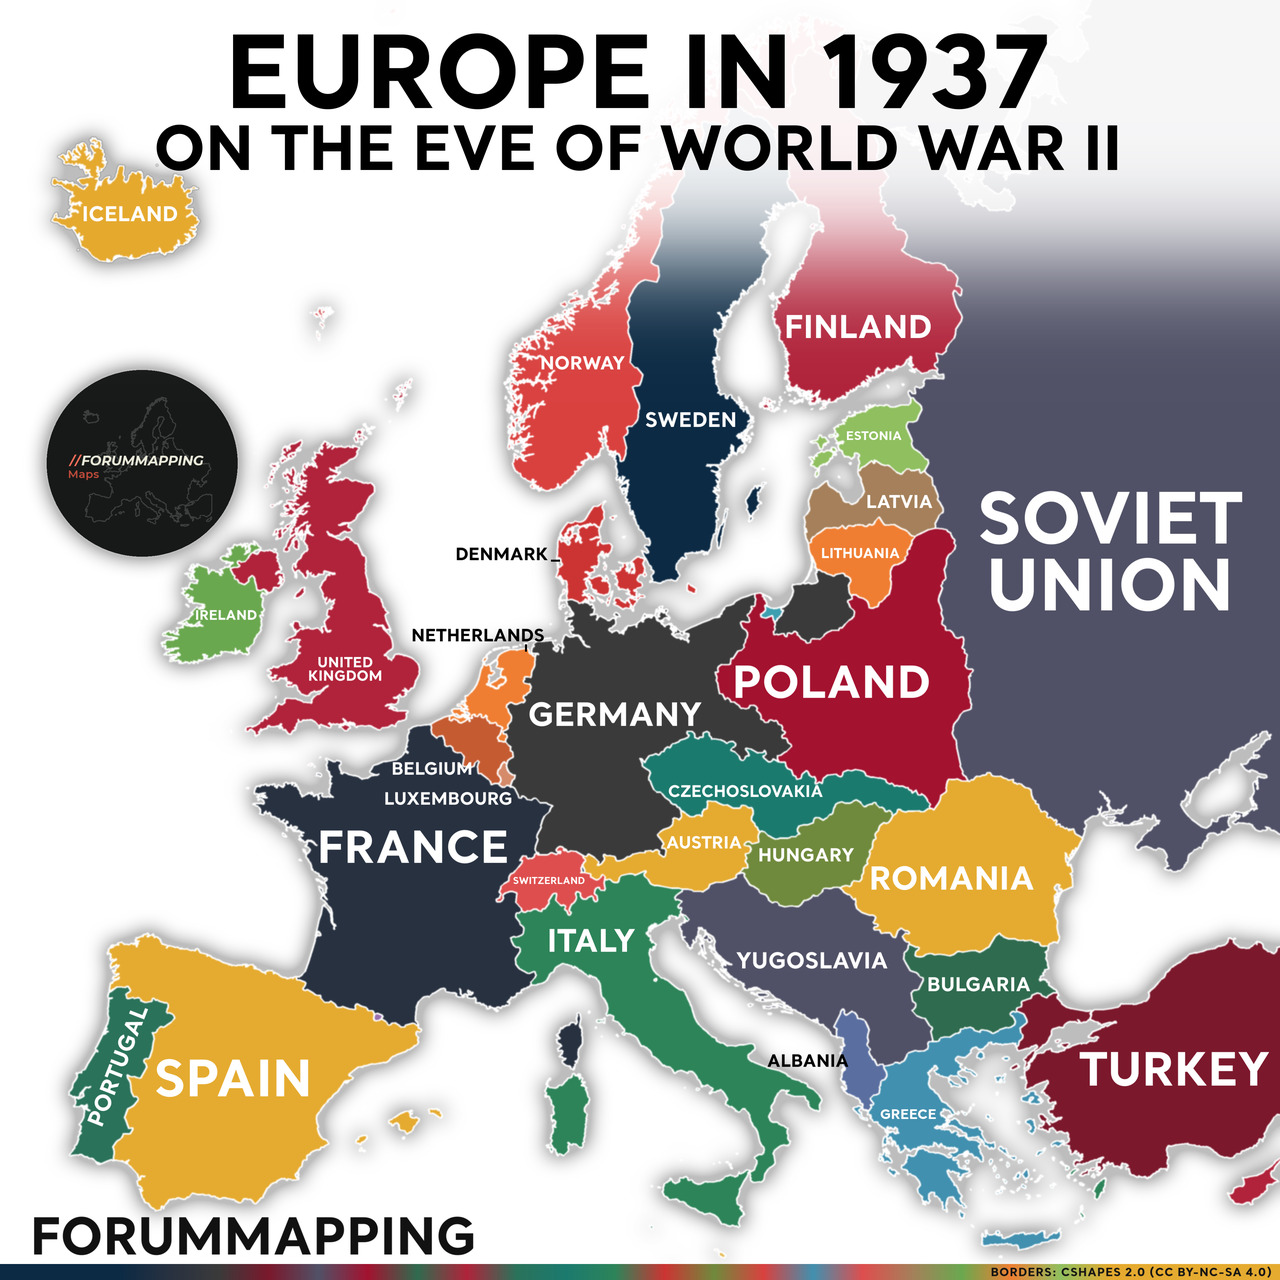 EUROPE IN 1937
ON THE EVE OF WORLD WAR II
ICELAND
FINLAND
NORWAY
SWEDEN
ESTONIA
//FORUMMAPPING
Maps
LATVIA
SOVIET
UNION
LITHUANIA
DENMARK
IRELAND
NETHERLANDS
UNITED
KINGDOM
POLAND
GERMANY
BELGIUM
CZECHOSLOVAKIA
LUXEMBOURG
FRANCE
AUSTRIA
HUNGARY
SWITZERLAND
ROMANIA
ITALY
YUGOSLAVIA
BULGARIA
PORTUGAL
SPAIN
ALBANIA
TURKEY
GREECE
FORUMMAPPING
BORDERS: CSHAPES 2.0 (CC BY-NC-SA 4.0)